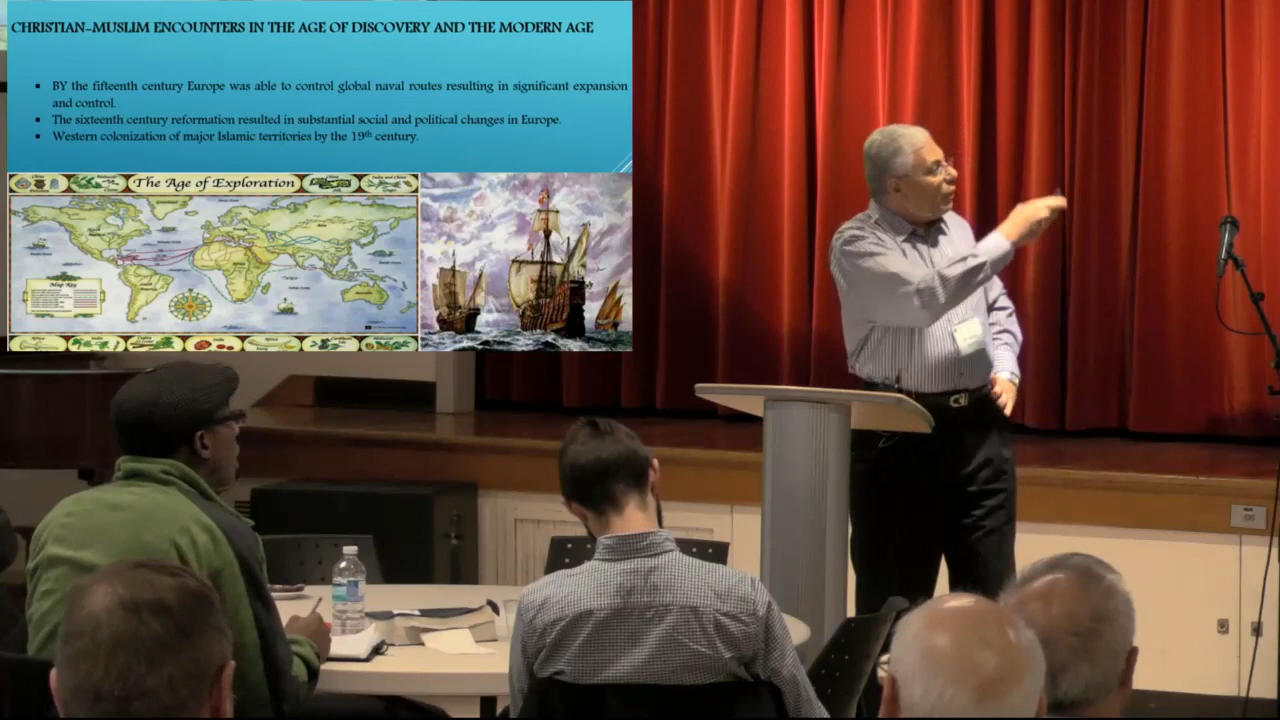 CHRISTIAN-MUSLIM ENCOUNTERS IN THE AGE OF DISCOVERY AND THE MODERN AGE
▪ BY the fifteenth century Europe was able to control global naval routes resulting in significant expansion
and control.
▪ The sixteenth century reformation resulted in substantial social and political changes in Europe.
▪ Western colonization of major Islamic territories by the 19th century.
The Age of Exploration
Map Key